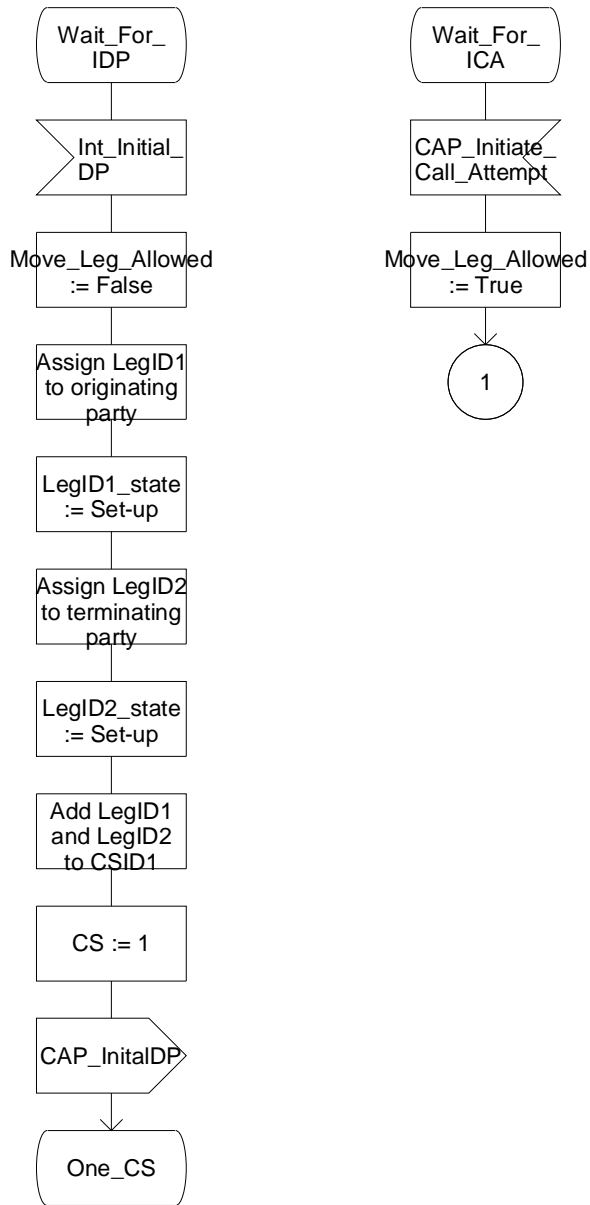 Wait_For_
IDP
Int_Initial_
DP
Move_Leg_Allowed
:= False
Assign LegID1
to originating
party
LegID1_state
:= Set-up
Assign LegID2
to terminating
party
LegID2_state
:= Set-up
Add LegID1
and LegID2
to CSID1
CS := 1
CAP_InitalDP
One_CS
Wait_For_
ICA
CAP_Initiate_
Call_Attempt
Move_Leg_Allowed
:= True
1